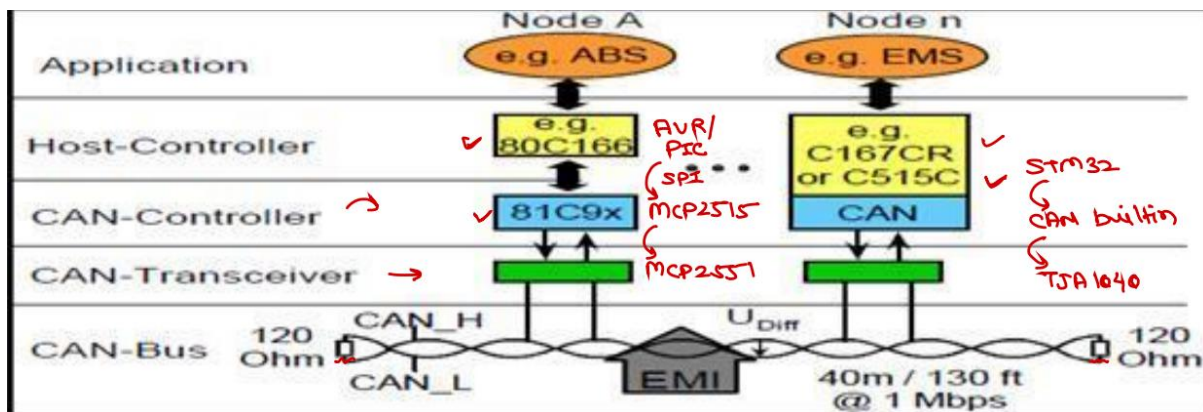 Node A
Node n
Application
e.g. ABS
e.g. EMS
Host-Controller
e.g.
80C166
AVR/
PIC
SPI
...
e.g.
C167CR
or C515C
STM32
CAN-Controller
81C9x
MCP2515
CAN
CAN builtin
CAN-Transceiver
MCP2551
TJA1040
CAN-Bus
120
Ohm
CAN_H
CAN_L
EMI
UDiff
40m / 130 ft
@ 1 Mbps
120
Ohm